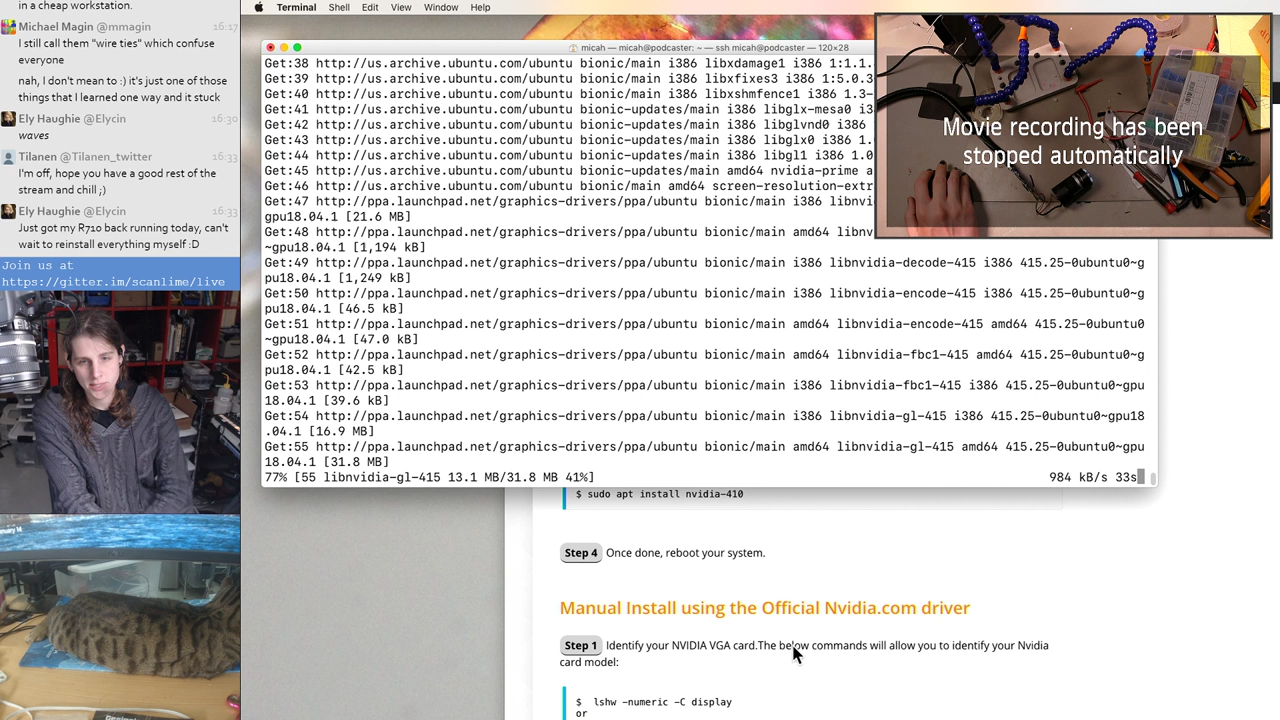 in a cheap workstation.
Michael Magin @mmagin 16:17
I still call them "wire ties" which confuse
everyone
nah, I don't mean to :) it's just one of those
things that I learned one way and it stuck
Ely Haughie @Elycin 16:30
waves
Tilanen @Tilanen_twitter 16:33
I'm off, hope you have a good rest of the
stream and chill ;)
Ely Haughie @Elycin 16:33
Just got my R710 back running today, can't
wait to reinstall everything myself :D
Join us at
https://gitter.im/scanlime/live
Terminal Shell Edit View Window Help
micah — micah@podcaster: ~ — ssh micah@podcaster — 120×28
Get:38 http://us.archive.ubuntu.com/ubuntu bionic/main i386 libxdamage1 i386 1:1.1.
Get:39 http://us.archive.ubuntu.com/ubuntu bionic/main i386 libxfixes3 i386 1:5.0.3
Get:40 http://us.archive.ubuntu.com/ubuntu bionic/main i386 libxshmfence1 i386 1.3-
Get:41 http://us.archive.ubuntu.com/ubuntu bionic-updates/main i386 libglx-mesa0 i3
Get:42 http://us.archive.ubuntu.com/ubuntu bionic-updates/main i386 libglvnd0 i386
Get:43 http://us.archive.ubuntu.com/ubuntu bionic-updates/main i386 libglx0 i386 1.
Get:44 http://us.archive.ubuntu.com/ubuntu bionic-updates/main i386 libgl1 i386 1.0
Get:45 http://us.archive.ubuntu.com/ubuntu bionic-updates/main amd64 nvidia-prime a
Get:46 http://us.archive.ubuntu.com/ubuntu bionic/main amd64 screen-resolution-extr
Get:47 http://ppa.launchpad.net/graphics-drivers/ppa/ubuntu bionic/main i386 libnvi
gpu18.04.1 [21.6 MB]
Get:48 http://ppa.launchpad.net/graphics-drivers/ppa/ubuntu bionic/main amd64 libnv
~gpu18.04.1 [1,194 kB]
Get:49 http://ppa.launchpad.net/graphics-drivers/ppa/ubuntu bionic/main i386 libnvidia-decode-415 i386 415.25-0ubuntu0~g
pu18.04.1 [1,249 kB]
Get:50 http://ppa.launchpad.net/graphics-drivers/ppa/ubuntu bionic/main i386 libnvidia-encode-415 i386 415.25-0ubuntu0~g
pu18.04.1 [46.5 kB]
Get:51 http://ppa.launchpad.net/graphics-drivers/ppa/ubuntu bionic/main amd64 libnvidia-encode-415 amd64 415.25-0ubuntu0
~gpu18.04.1 [47.0 kB]
Get:52 http://ppa.launchpad.net/graphics-drivers/ppa/ubuntu bionic/main amd64 libnvidia-fbc1-415 amd64 415.25-0ubuntu0~g
pu18.04.1 [42.5 kB]
Get:53 http://ppa.launchpad.net/graphics-drivers/ppa/ubuntu bionic/main i386 libnvidia-fbc1-415 i386 415.25-0ubuntu0~gpu
18.04.1 [39.6 kB]
Get:54 http://ppa.launchpad.net/graphics-drivers/ppa/ubuntu bionic/main i386 libnvidia-gl-415 i386 415.25-0ubuntu0~gpu18
.04.1 [16.9 MB]
Get:55 http://ppa.launchpad.net/graphics-drivers/ppa/ubuntu bionic/main amd64 libnvidia-gl-415 amd64 415.25-0ubuntu0~gpu
18.04.1 [31.8 MB]
77% [55 libnvidia-gl-415 13.1 MB/31.8 MB 41%] 984 kB/s 33s
Movie recording has been
stopped automatically
$ sudo apt install nvidia-410
Step 4 Once done, reboot your system.
Manual Install using the Official Nvidia.com driver
Step 1 Identify your NVIDIA VGA card.The below commands will allow you to identify your Nvidia
card model:
$ lshw -numeric -C display
or